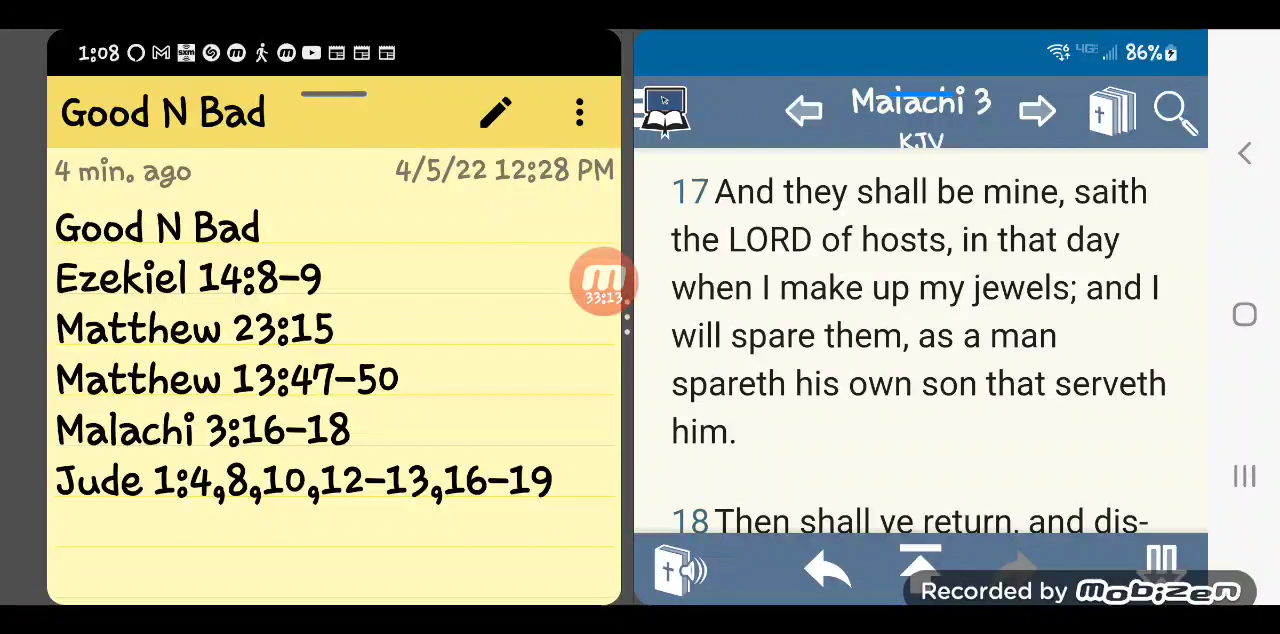 1:08
86%
Good N Bad
4 min. ago 4/5/22 12:28 PM
Good N Bad
Ezekiel 14:8-9
Matthew 23:15
Matthew 13:47-50
Malachi 3:16-18
Jude 1:4,8,10,12-13,16-19
33:13
Malachi 3
KJV
17 And they shall be mine, saith
the LORD of hosts, in that day
when I make up my jewels; and I
will spare them, as a man
spareth his own son that serveth
him.
18 Then shall ye return, and dis-
Recorded by mobizen